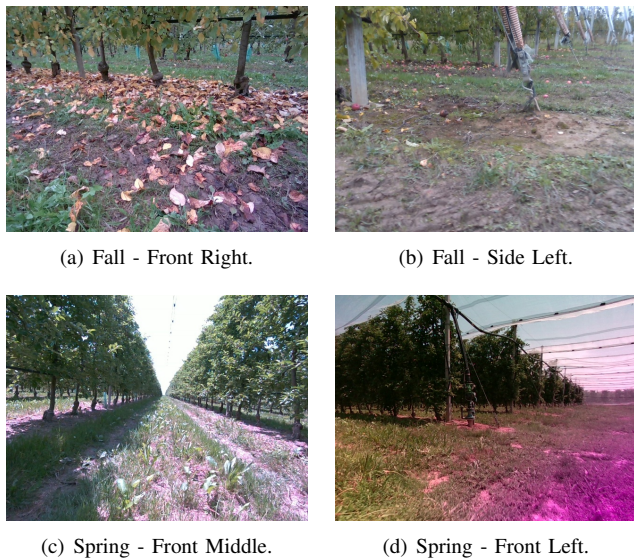 (a) Fall - Front Right.
(b) Fall - Side Left.
(c) Spring - Front Middle.
(d) Spring - Front Left.